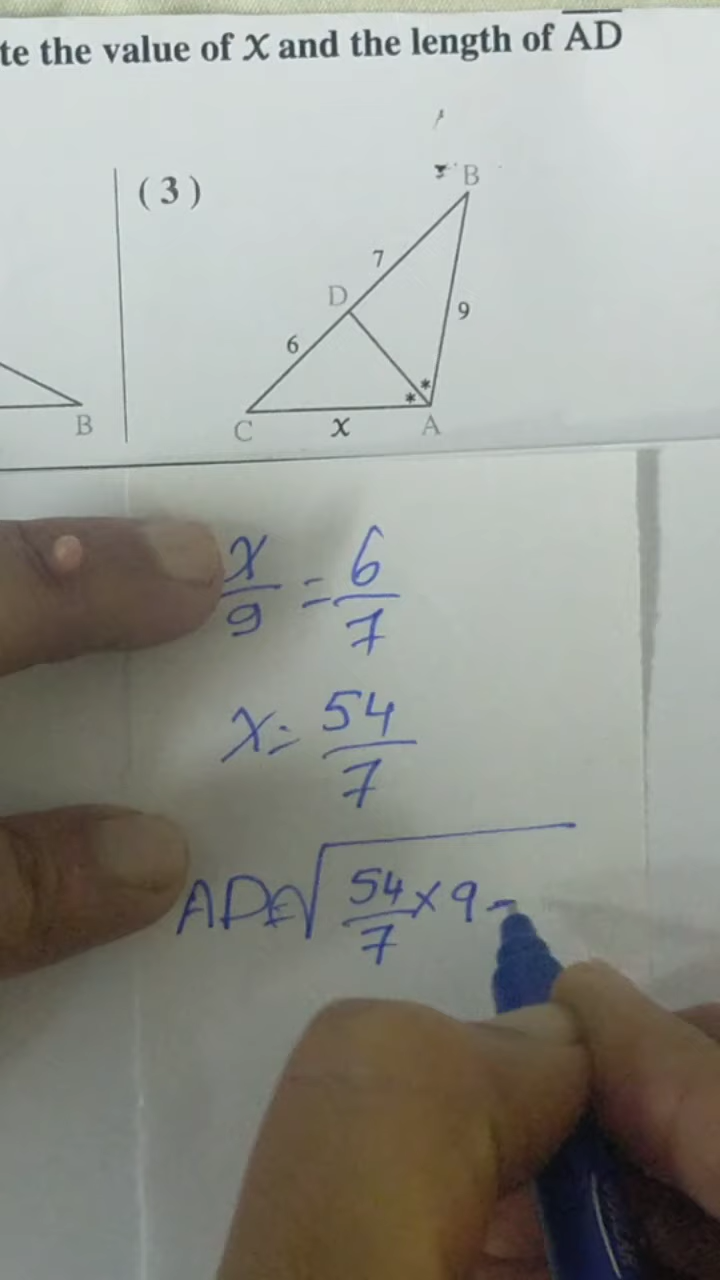 te the value of x and the length of A̅D̅
(3)
B
7
D
9
6
* *
B
C
x
A
x/9 = 6/7
x = 54/7
AD = √(54/7 × 9 -